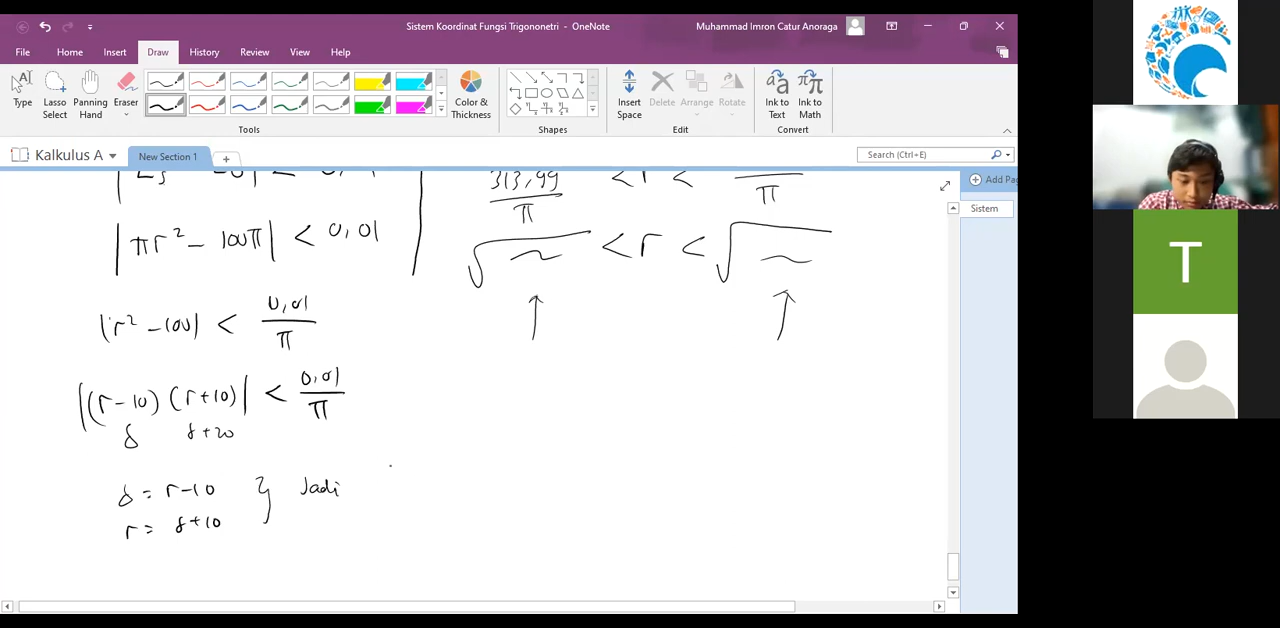 Sistem Koordinat Fungsi Trigononetri - OneNote
Muhammad Imron Catur Anoraga
File Home Insert Draw History Review View Help
Type Lasso Select Panning Hand Eraser Color & Thickness Insert Space Delete Arrange Rotate Ink to Text Ink to Math
Tools Shapes Edit Convert
Kalkulus A New Section 1 Search (Ctrl+E)
Add Pag
Sistem
313,99/π < r < /π
|πr² - 100π| < 0,01
√~ < r < √~
|r² - 100| < 0,01/π
|(r-10) (r+10)| < 0,01/π
δ δ+20
δ = r-10 } Jadi
r = δ+10
T